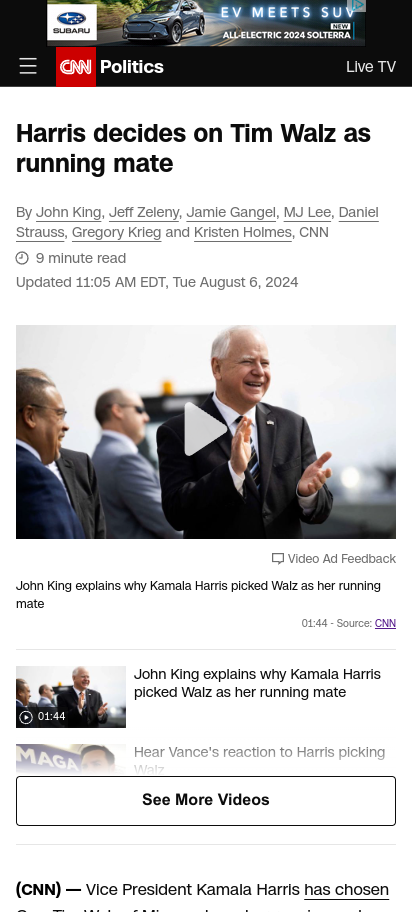 EV MEETS SUV
SUBARU
NEW
ALL-ELECTRIC 2024 SOLTERRA
CNN Politics
Live TV
Harris decides on Tim Walz as
running mate
By John King, Jeff Zeleny, Jamie Gangel, MJ Lee, Daniel
Strauss, Gregory Krieg and Kristen Holmes, CNN
9 minute read
Updated 11:05 AM EDT, Tue August 6, 2024
Video Ad Feedback
John King explains why Kamala Harris picked Walz as her running
mate
01:44 - Source: CNN
John King explains why Kamala Harris
picked Walz as her running mate
01:44
MAGA
Hear Vance's reaction to Harris picking
Walz
See More Videos
(CNN) — Vice President Kamala Harris has chosen